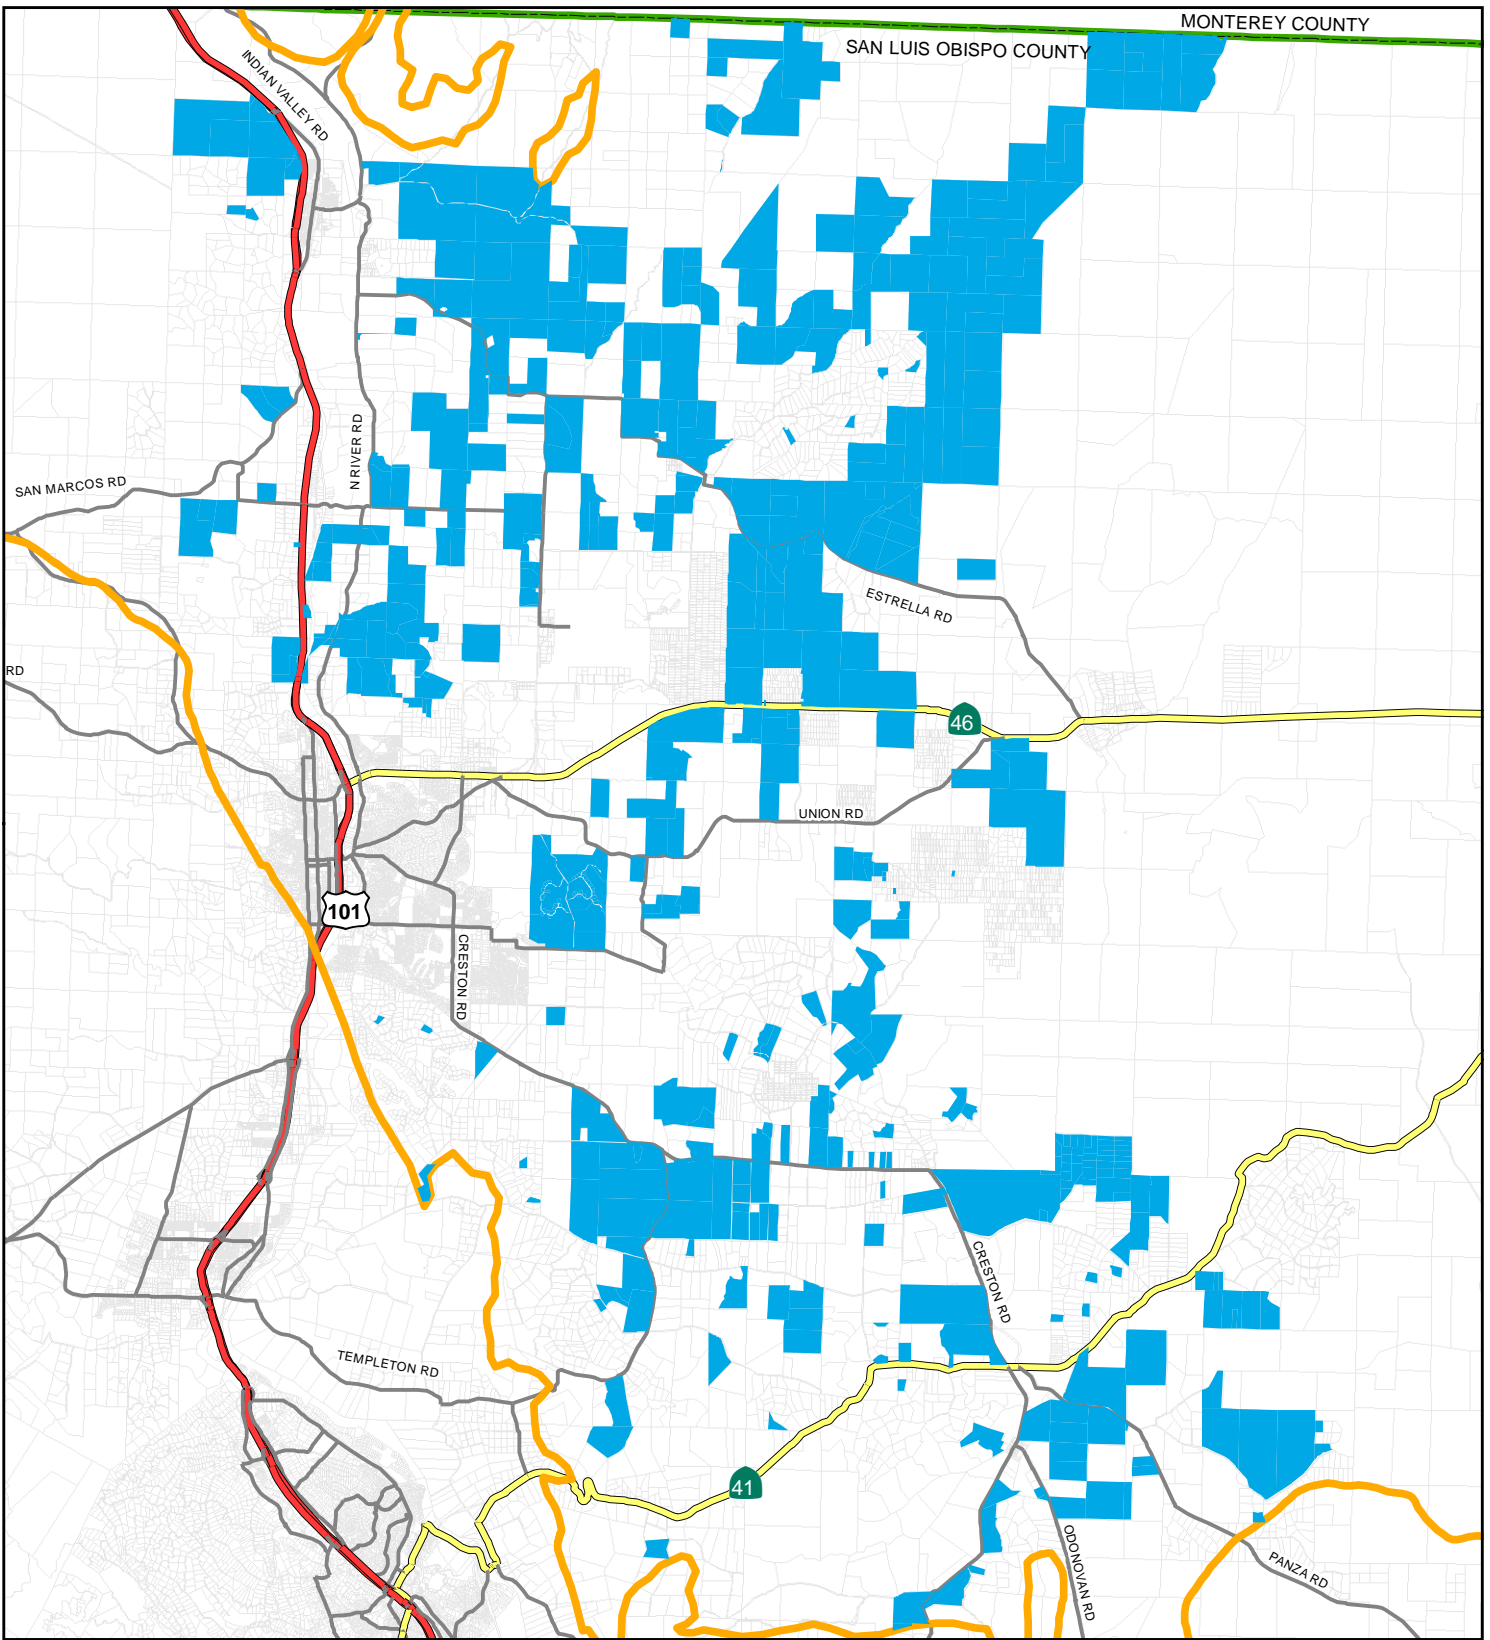 MONTEREY COUNTY
SAN LUIS OBISPO COUNTY
INDIAN VALLEY RD
N RIVER RD
SAN MARCOS RD
ESTRELLA RD
RD
46
UNION RD
101
CRESTON RD
CRESTON RD
TEMPLETON RD
41
ODONOVAN RD
PANZA RD